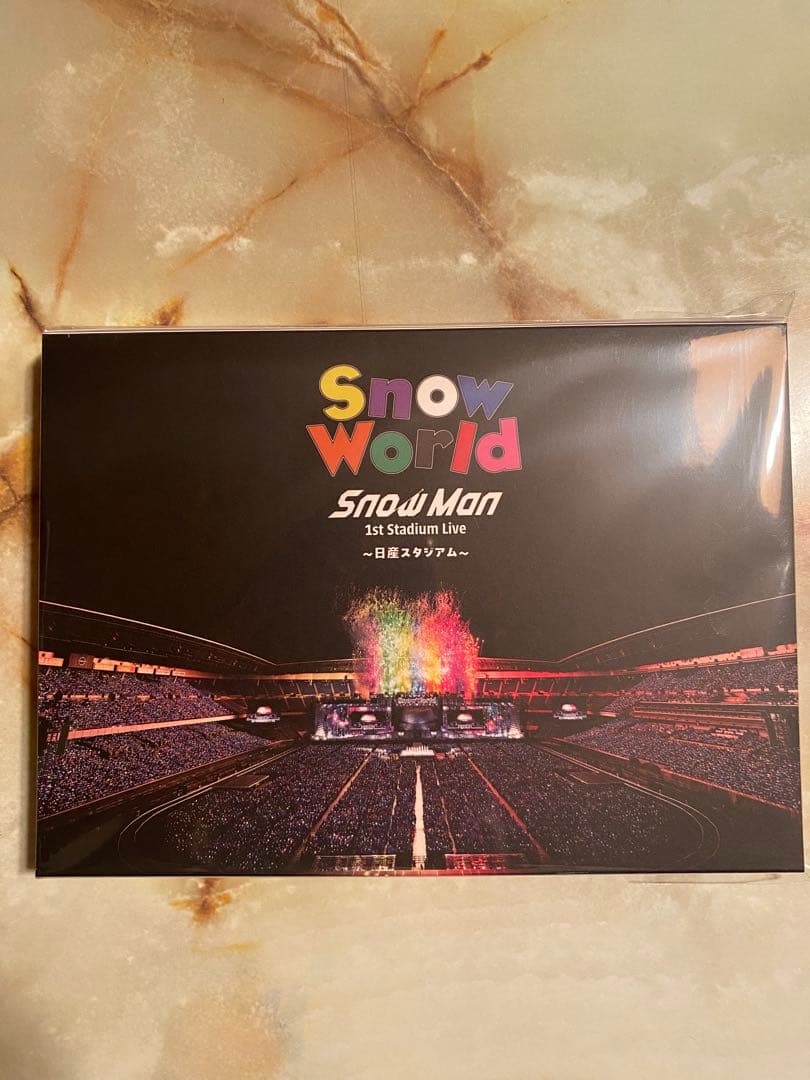 Snow
World
Snow Man
1st Stadium Live
～日産スタジアム～